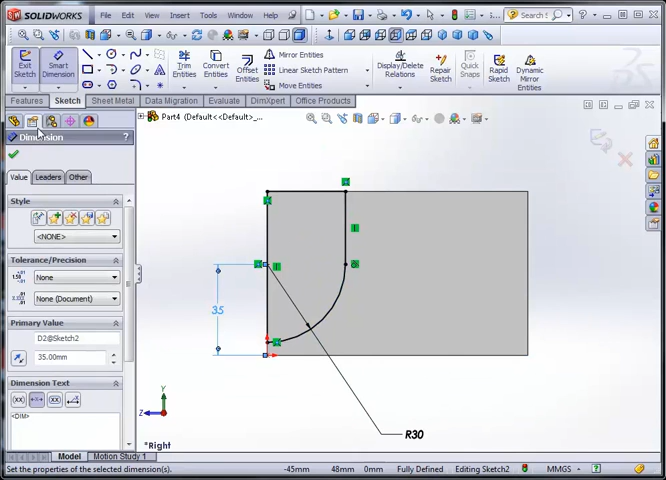 SOLIDWORKS File Edit View Insert Tools Window Search S
Exit Sketch Smart Dimension Trim Entities Convert Entities Offset Entities Mirror Entities Linear Sketch Pattern Move Entities Display/Delete Relations Repair Sketch Quick Snaps Rapid Sketch Dynamic Mirror
Features Sketch Sheet Metal Data Migration Evaluate DimXpert Office Products
Part4 (Default<<Default>_...
Dimension ?
Value Leaders Other
Style
<NONE>
Tolerance/Precision
None
None (Document)
Primary Value
D2@Sketch2
35.00mm
Dimension Text
<DIM>
35
R30
Y
Z
*Right
Model Motion Study 1
Set the properties of the selected dimension(s). -45mm 48mm 0mm Fully Defined Editing Sketch2 MMGS